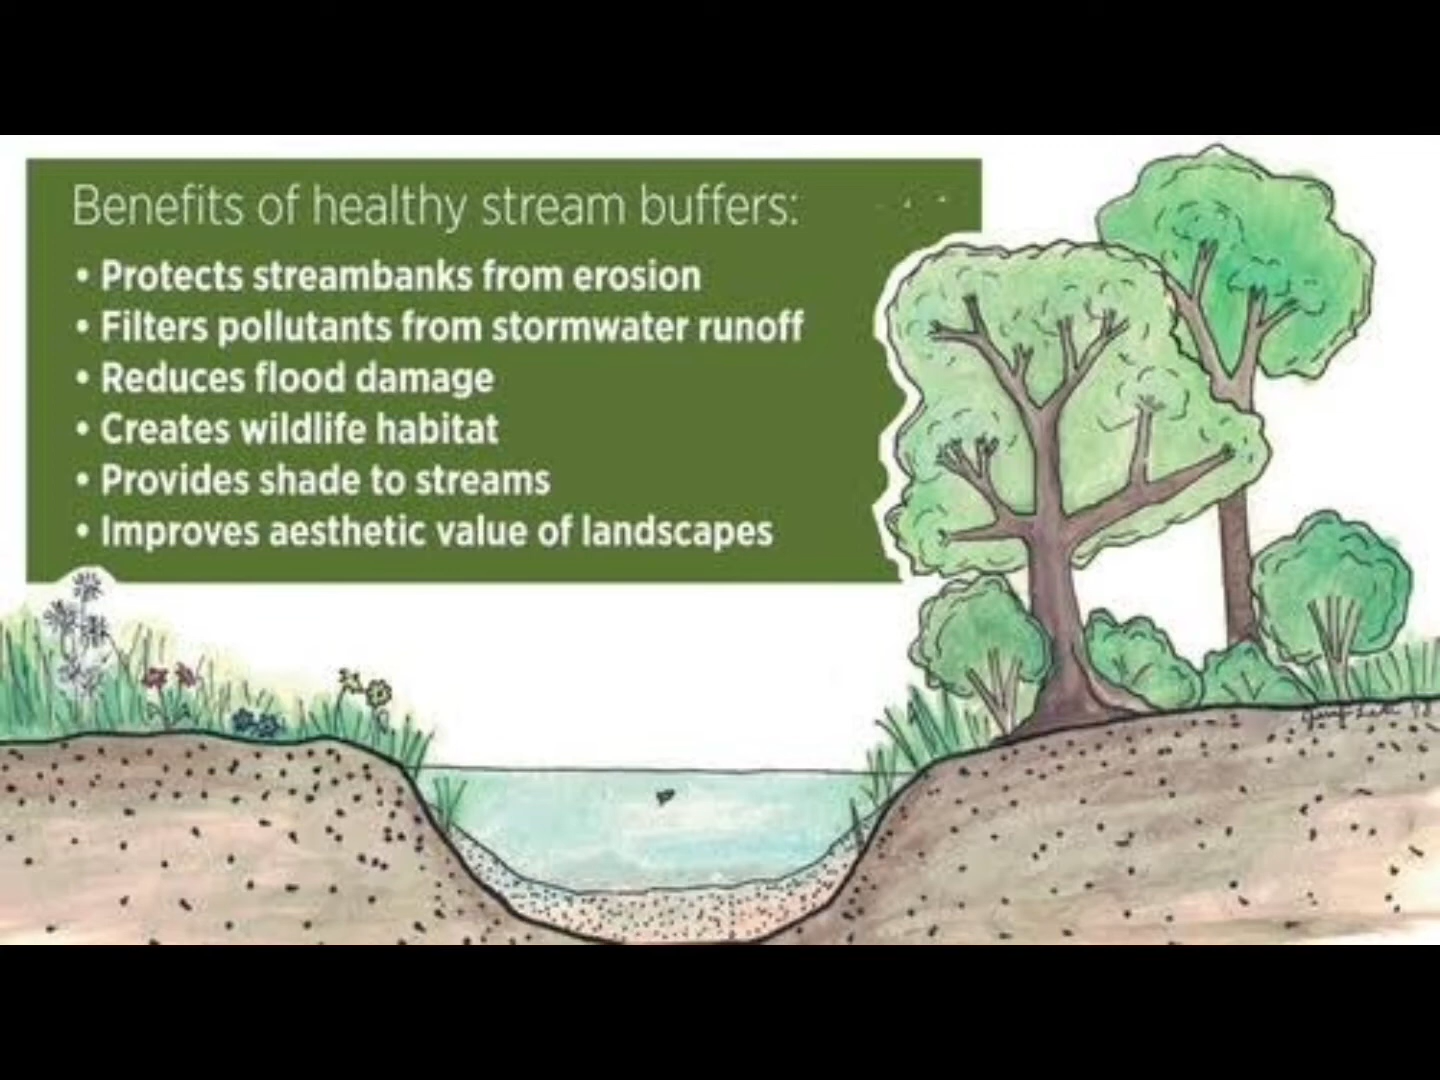 Benefits of healthy stream buffers:
• Protects streambanks from erosion
• Filters pollutants from stormwater runoff
• Reduces flood damage
• Creates wildlife habitat
• Provides shade to streams
• Improves aesthetic value of landscapes